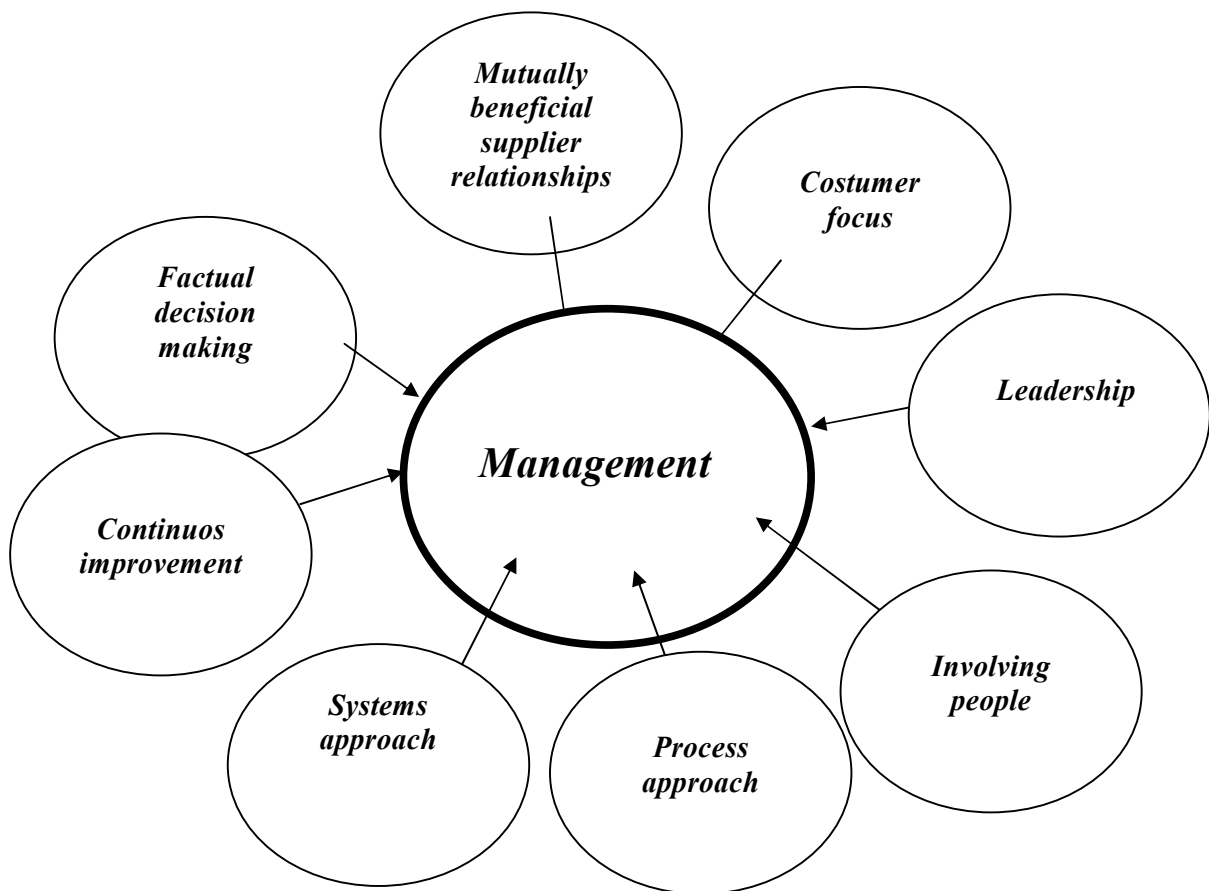 Mutually
beneficial
supplier
relationships
Costumer
focus
Factual
decision
making
Leadership
Management
Continuos
improvement
Involving
people
Systems
approach
Process
approach